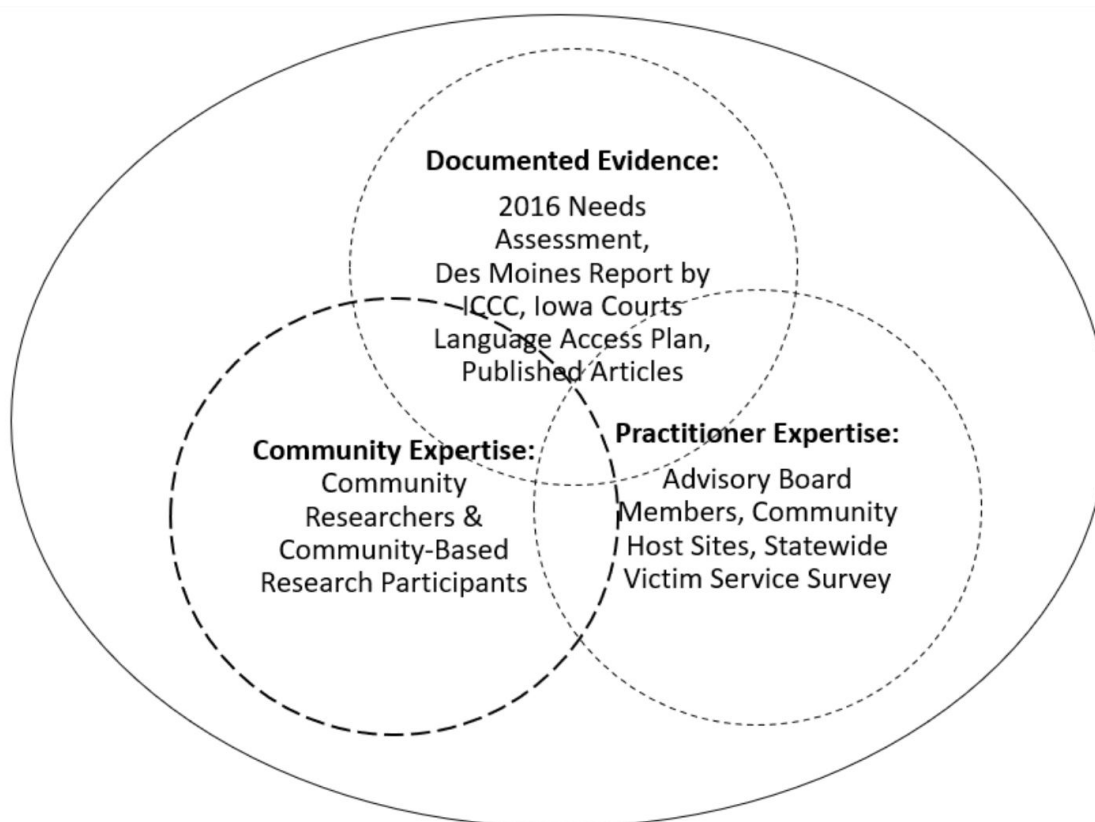 Documented Evidence:
2016 Needs
Assessment,
Des Moines Report by
ICCC, Iowa Courts
Language Access Plan,
Published Articles
Community Expertise:
Community
Researchers &
Community-Based
Research Participants
Practitioner Expertise:
Advisory Board
Members, Community
Host Sites, Statewide
Victim Service Survey